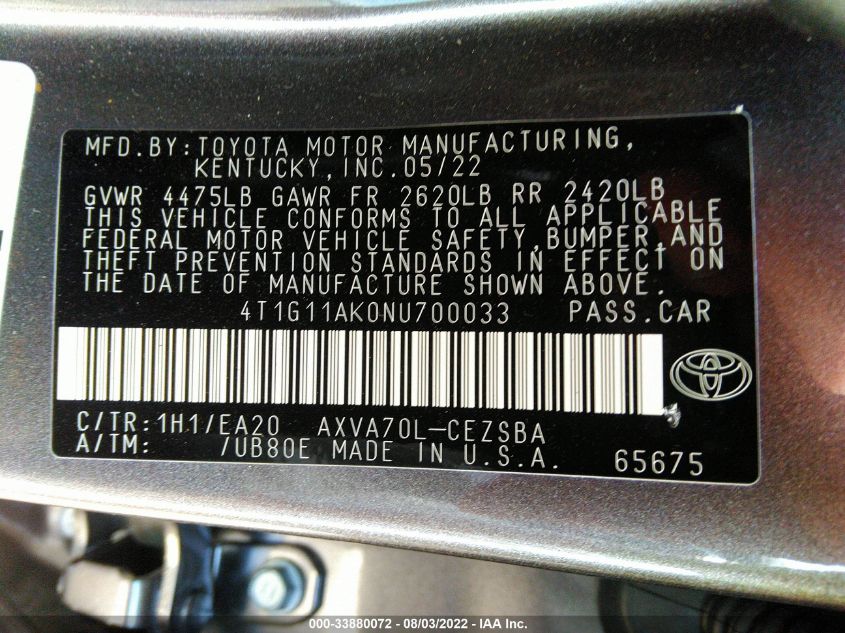 MFD.BY:TOYOTA MOTOR MANUFACTURING,
KENTUCKY,INC.05/22
GVWR 4475LB GAWR FR 2620LB RR 2420LB
THIS VEHICLE CONFORMS TO ALL APPLICABLE
FEDERAL MOTOR VEHICLE SAFETY,BUMPER,AND
THEFT PREVENTION STANDARDS IN EFFECT ON
THE DATE OF MANUFACTURE SHOWN ABOVE.
4T1G11AK0NU700033 PASS.CAR
C/TR:1H1/EA20 AXVA70L-CEZSBA
A/TM: /UB80E MADE IN U.S.A. 65675
000-33880072 - 08/03/2022 - IAA Inc.